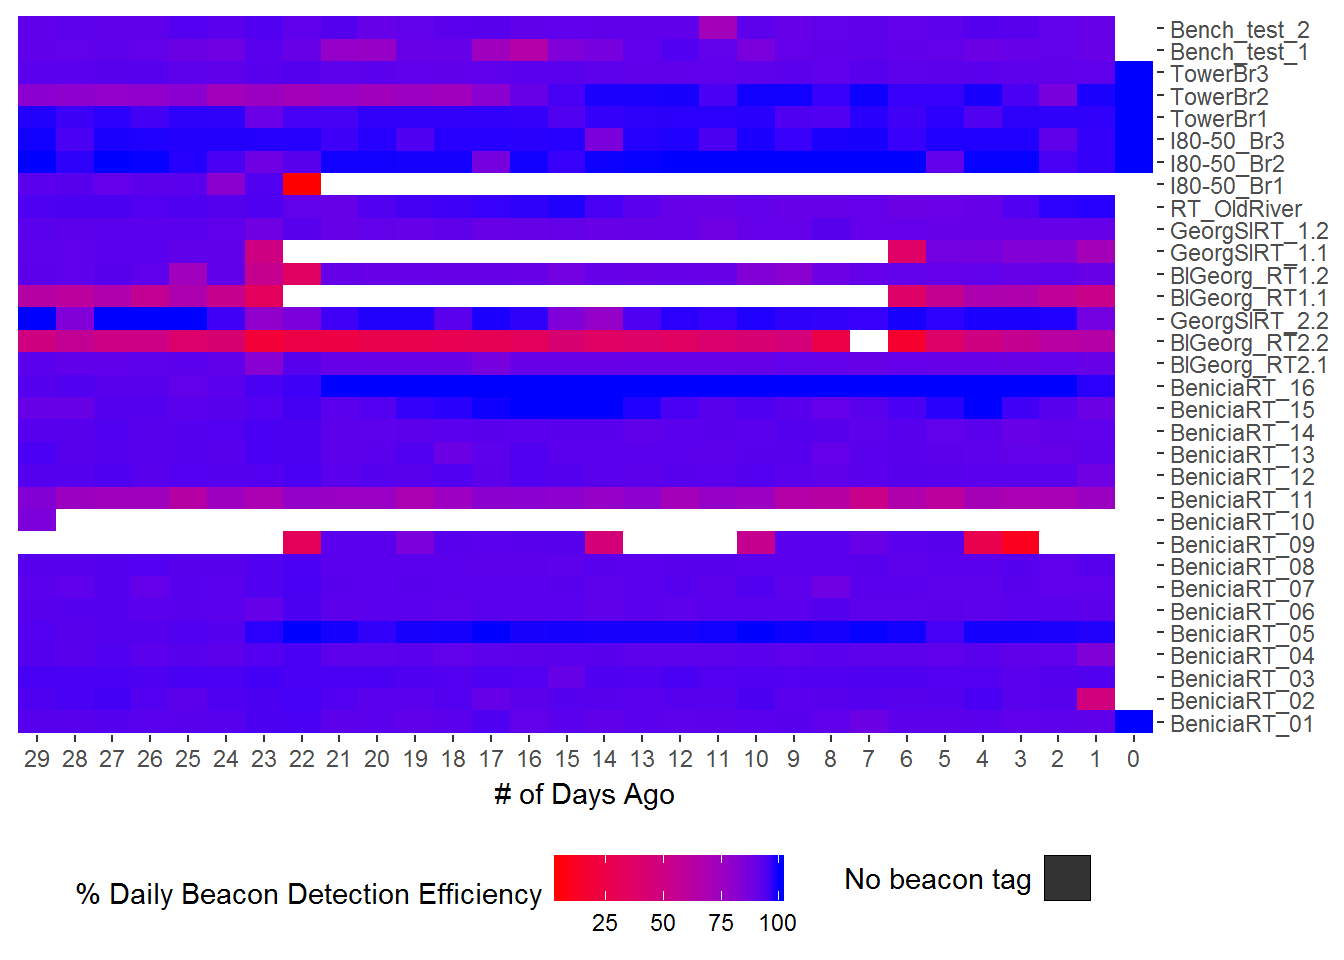 Bench_test_2
Bench_test_1
TowerBr3
TowerBr2
TowerBr1
I80-50_Br3
I80-50_Br2
I80-50_Br1
RT_OldRiver
GeorgSlRT_1.2
GeorgSlRT_1.1
BlGeorg_RT1.2
BlGeorg_RT1.1
GeorgSlRT_2.2
BlGeorg_RT2.2
BlGeorg_RT2.1
BeniciaRT_16
BeniciaRT_15
BeniciaRT_14
BeniciaRT_13
BeniciaRT_12
BeniciaRT_11
BeniciaRT_10
BeniciaRT_09
BeniciaRT_08
BeniciaRT_07
BeniciaRT_06
BeniciaRT_05
BeniciaRT_04
BeniciaRT_03
BeniciaRT_02
BeniciaRT_01
29 28 27 26 25 24 23 22 21 20 19 18 17 16 15 14 13 12 11 10 9 8 7 6 5 4 3 2 1 0
# of Days Ago
% Daily Beacon Detection Efficiency
25 50 75 100
No beacon tag